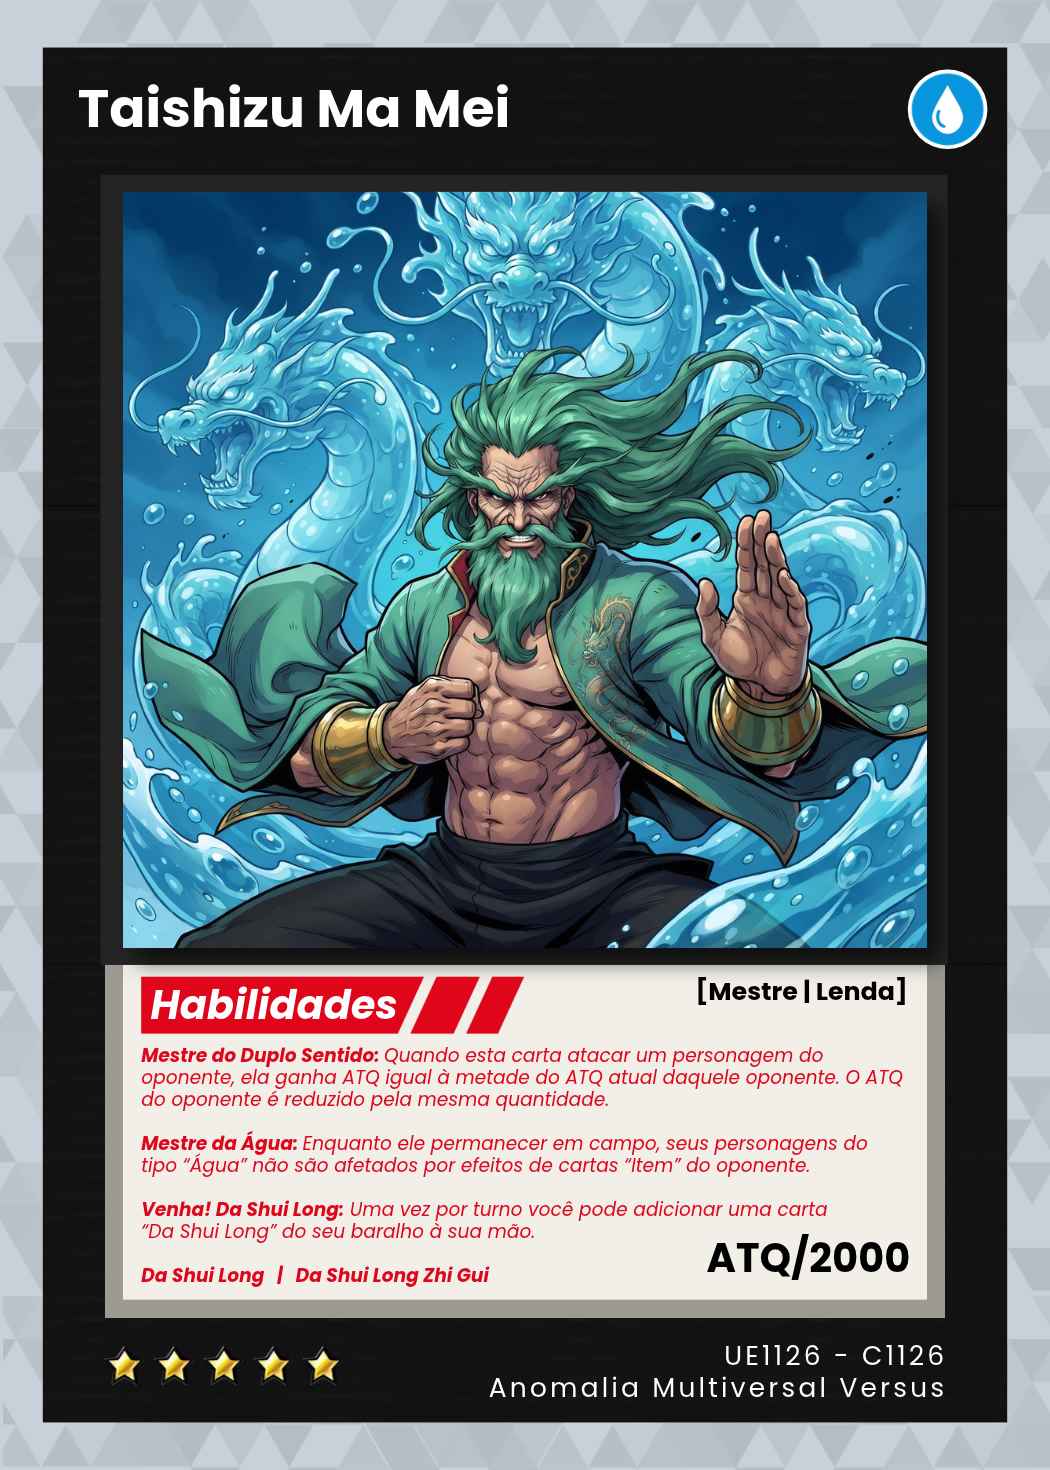 Taishizu Ma Mei
Habilidades
[Mestre | Lenda]
Mestre do Duplo Sentido: Quando esta carta atacar um personagem do
oponente, ela ganha ATQ igual à metade do ATQ atual daquele oponente. O ATQ
do oponente é reduzido pela mesma quantidade.
Mestre da Água: Enquanto ele permanecer em campo, seus personagens do
tipo “Água” não são afetados por efeitos de cartas “Item” do oponente.
Venha! Da Shui Long: Uma vez por turno você pode adicionar uma carta
“Da Shui Long” do seu baralho à sua mão.
Da Shui Long | Da Shui Long Zhi Gui
ATQ/2000
UE1126 - C1126
Anomalia Multiversal Versus